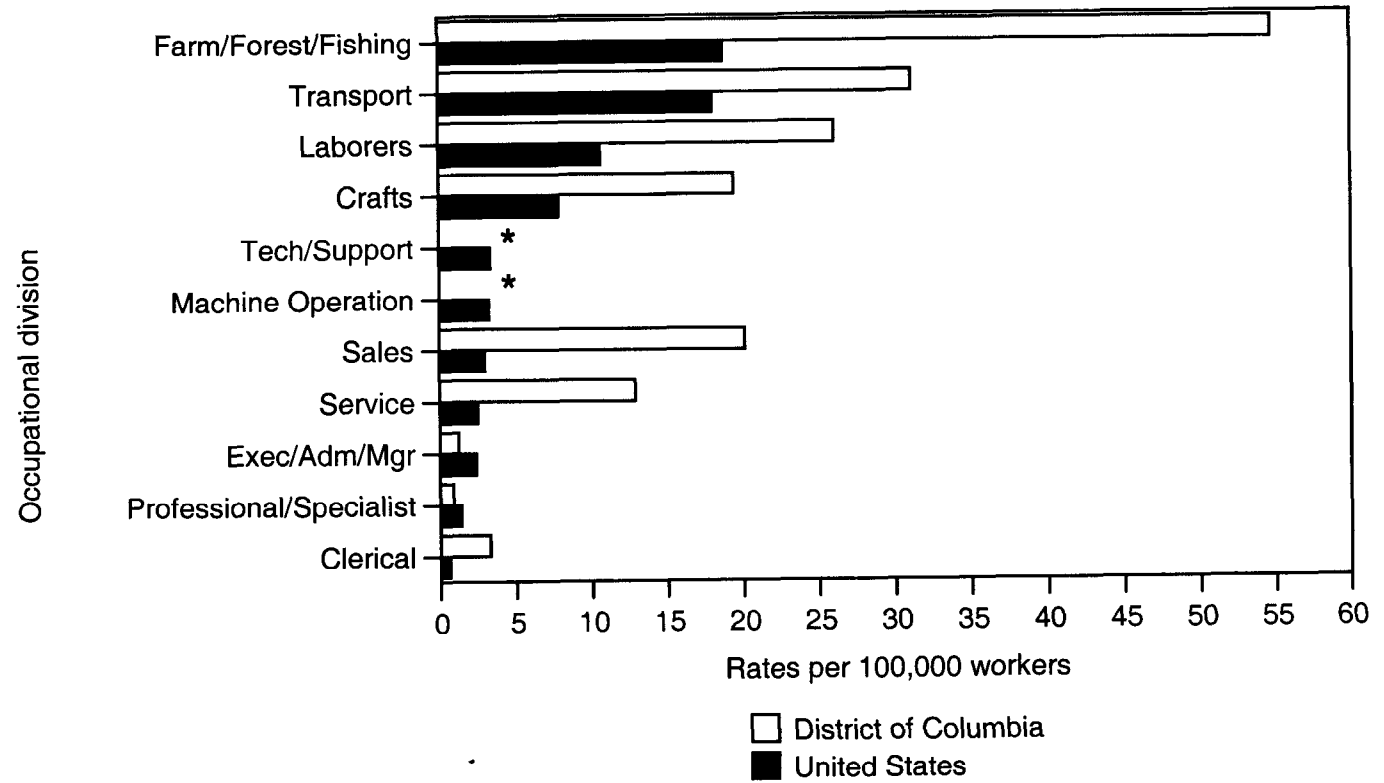 Occupational division
Farm/Forest/Fishing
Transport
Laborers
Crafts
Tech/Support
*
Machine Operation
*
Sales
Service
Exec/Adm/Mgr
Professional/Specialist
Clerical
0 5 10 15 20 25 30 35 40 45 50 55 60
Rates per 100,000 workers
District of Columbia
United States